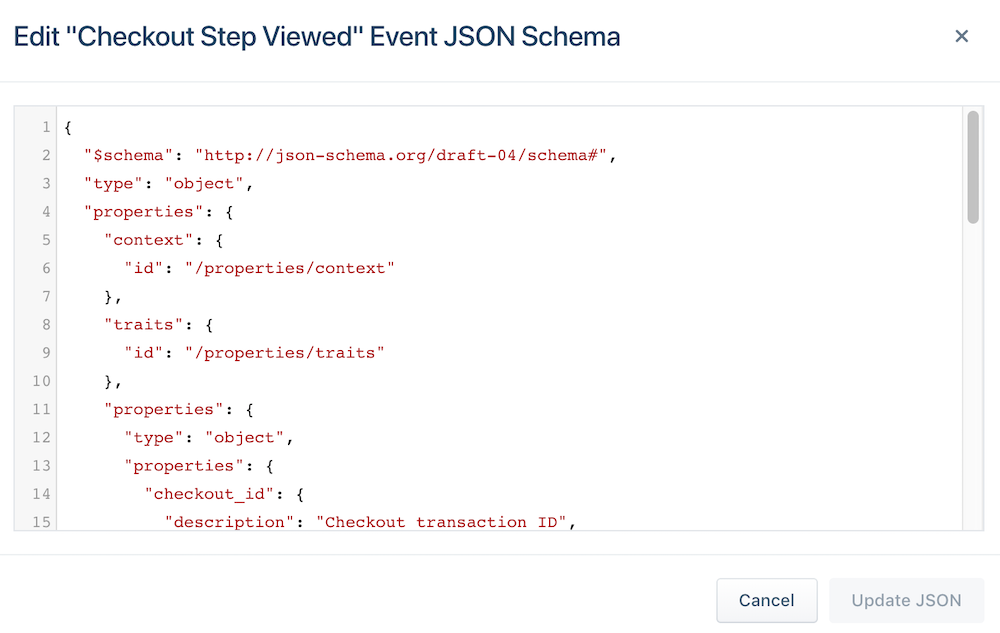 Edit "Checkout Step Viewed" Event JSON Schema
×
1 {
2 "$schema": "http://json-schema.org/draft-04/schema#",
3 "type": "object",
4 "properties": {
5 "context": {
6 "id": "/properties/context"
7 },
8 "traits": {
9 "id": "/properties/traits"
10 },
11 "properties": {
12 "type": "object",
13 "properties": {
14 "checkout_id": {
15 "description": "Checkout transaction ID",
Cancel
Update JSON